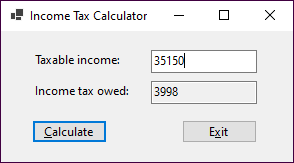 Income Tax Calculator
Taxable income: 35150
Income tax owed: 3998
Calculate Exit